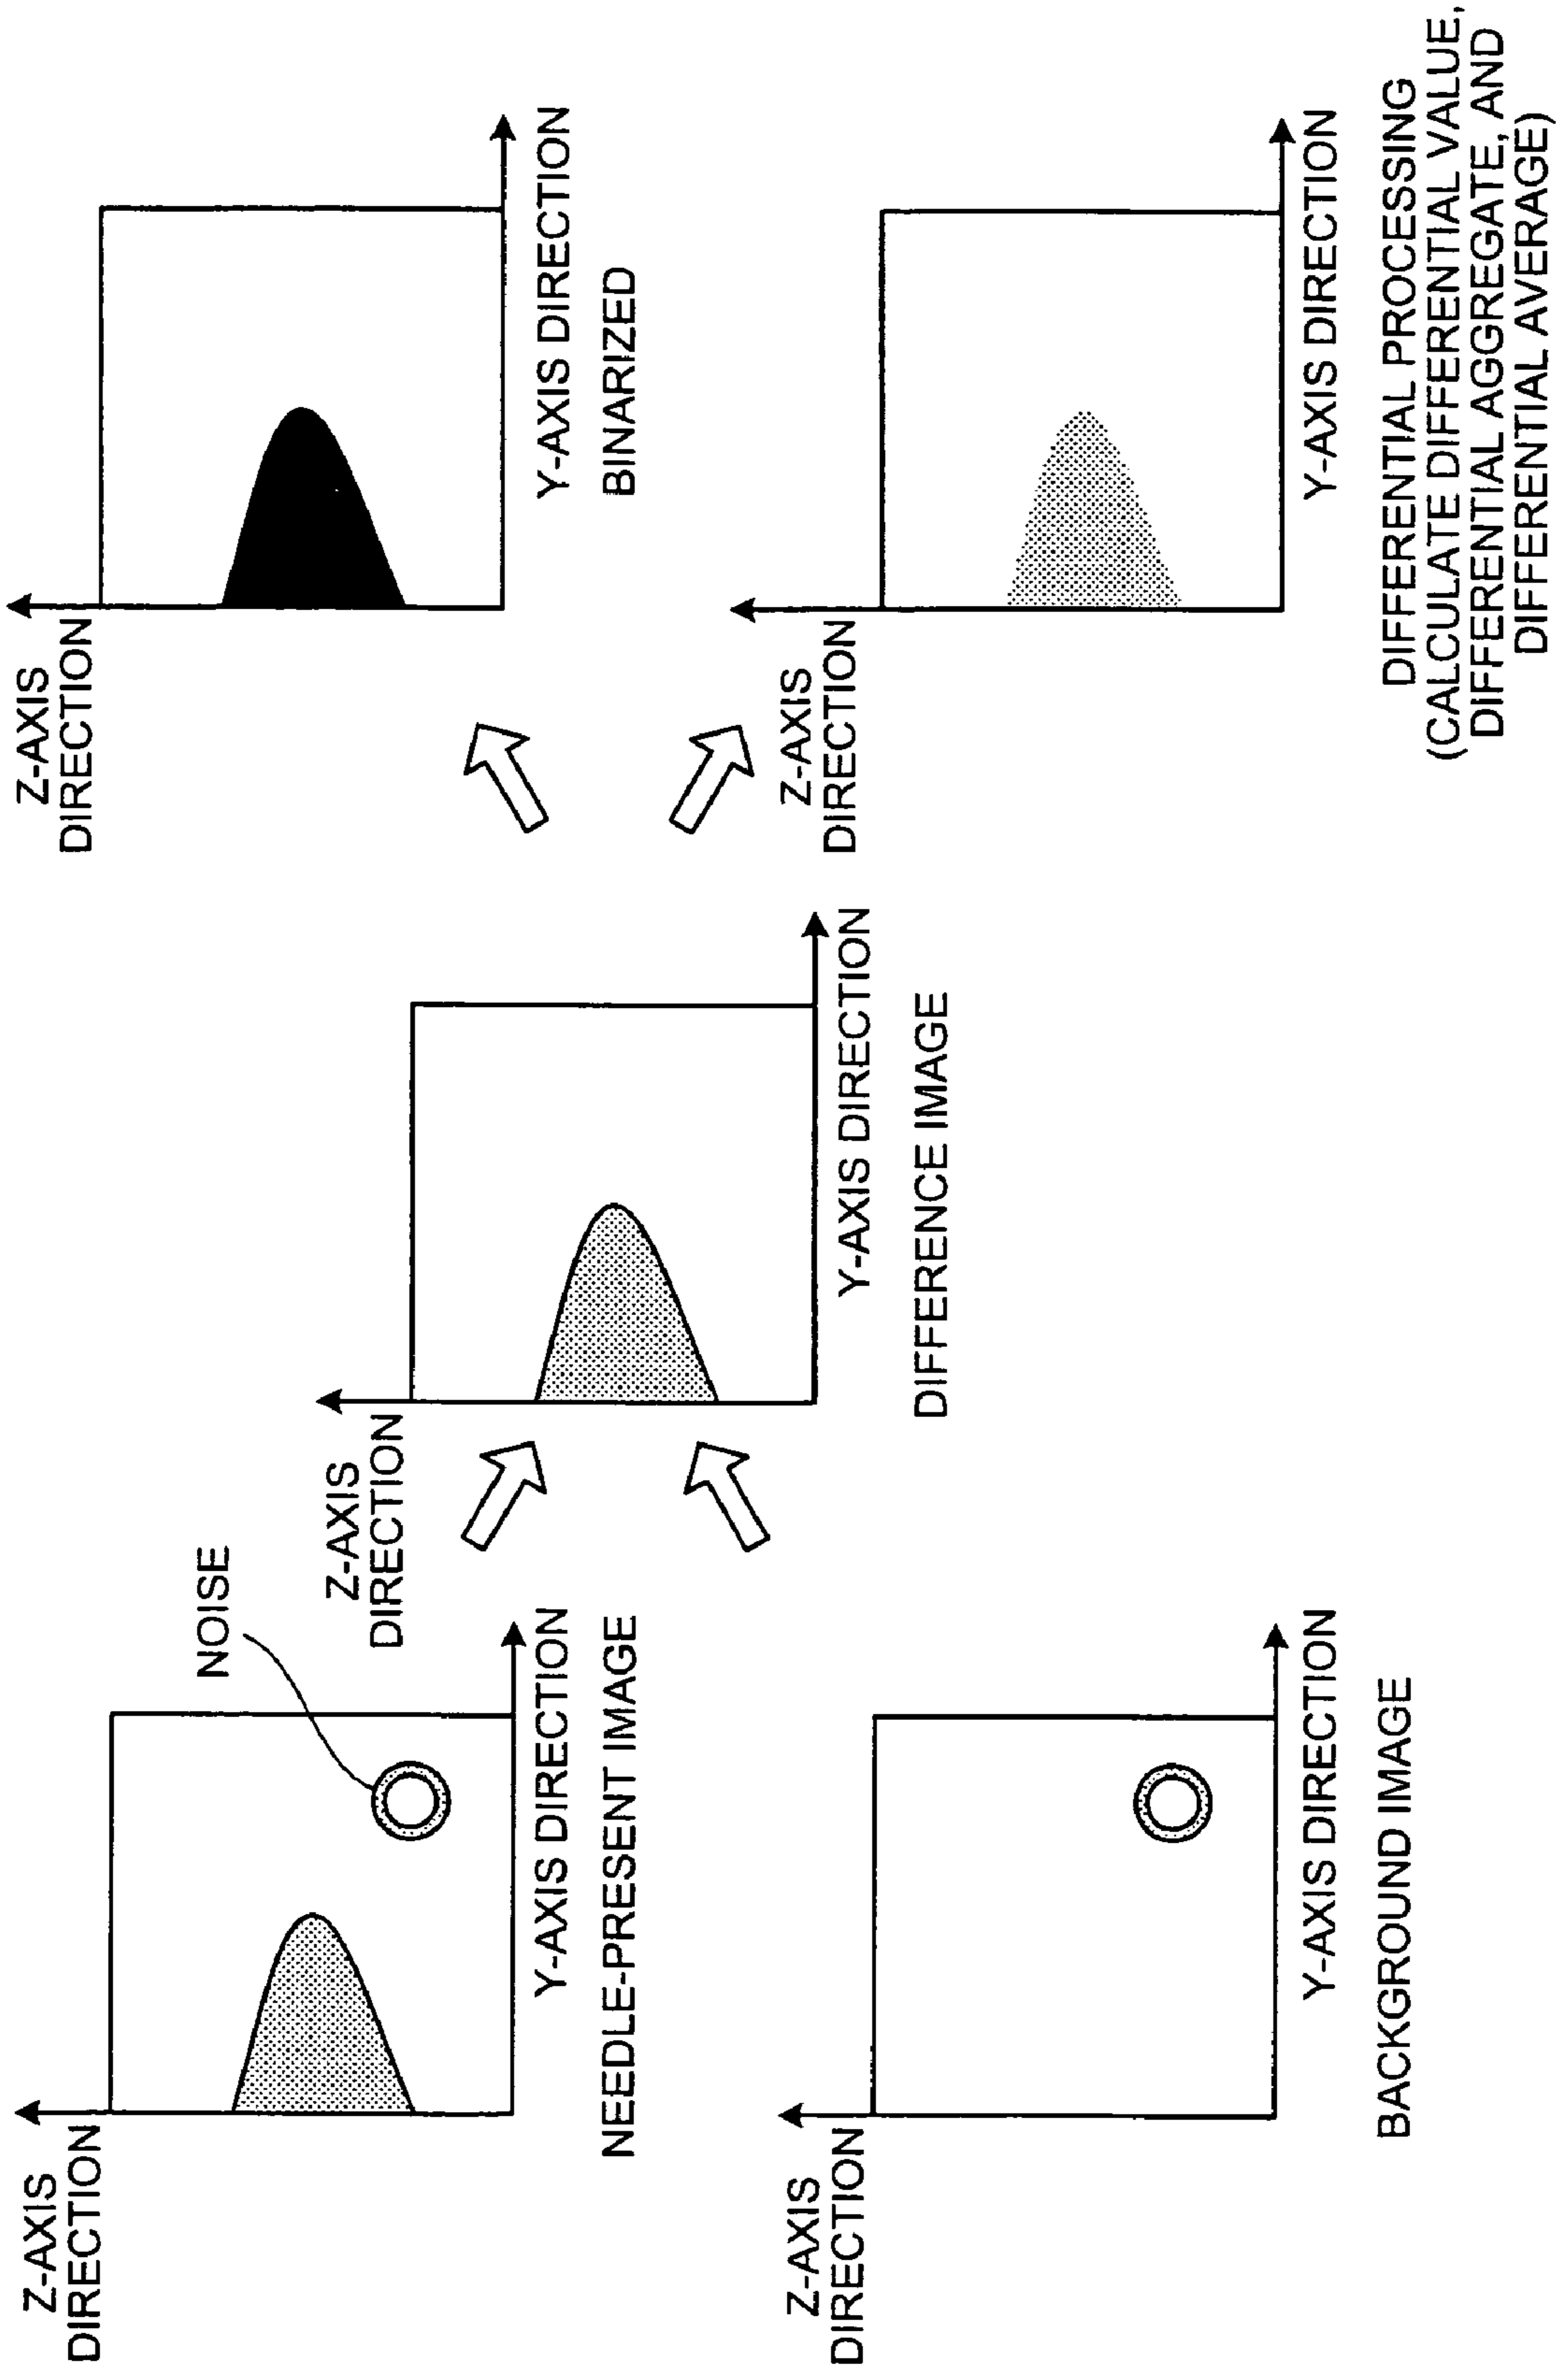 Z-AXIS
DIRECTION
NOISE
Y-AXIS DIRECTION
NEEDLE-PRESENT IMAGE
Z-AXIS
DIRECTION
Y-AXIS DIRECTION
BACKGROUND IMAGE
Z-AXIS
DIRECTION
Y-AXIS DIRECTION
DIFFERENCE IMAGE
Z-AXIS
DIRECTION
Y-AXIS DIRECTION
BINARIZED
Z-AXIS
DIRECTION
Y-AXIS DIRECTION
DIFFERENTIAL PROCESSING
(CALCULATE DIFFERENTIAL VALUE,
DIFFERENTIAL AGGREGATE, AND
DIFFERENTIAL AVERAGE)